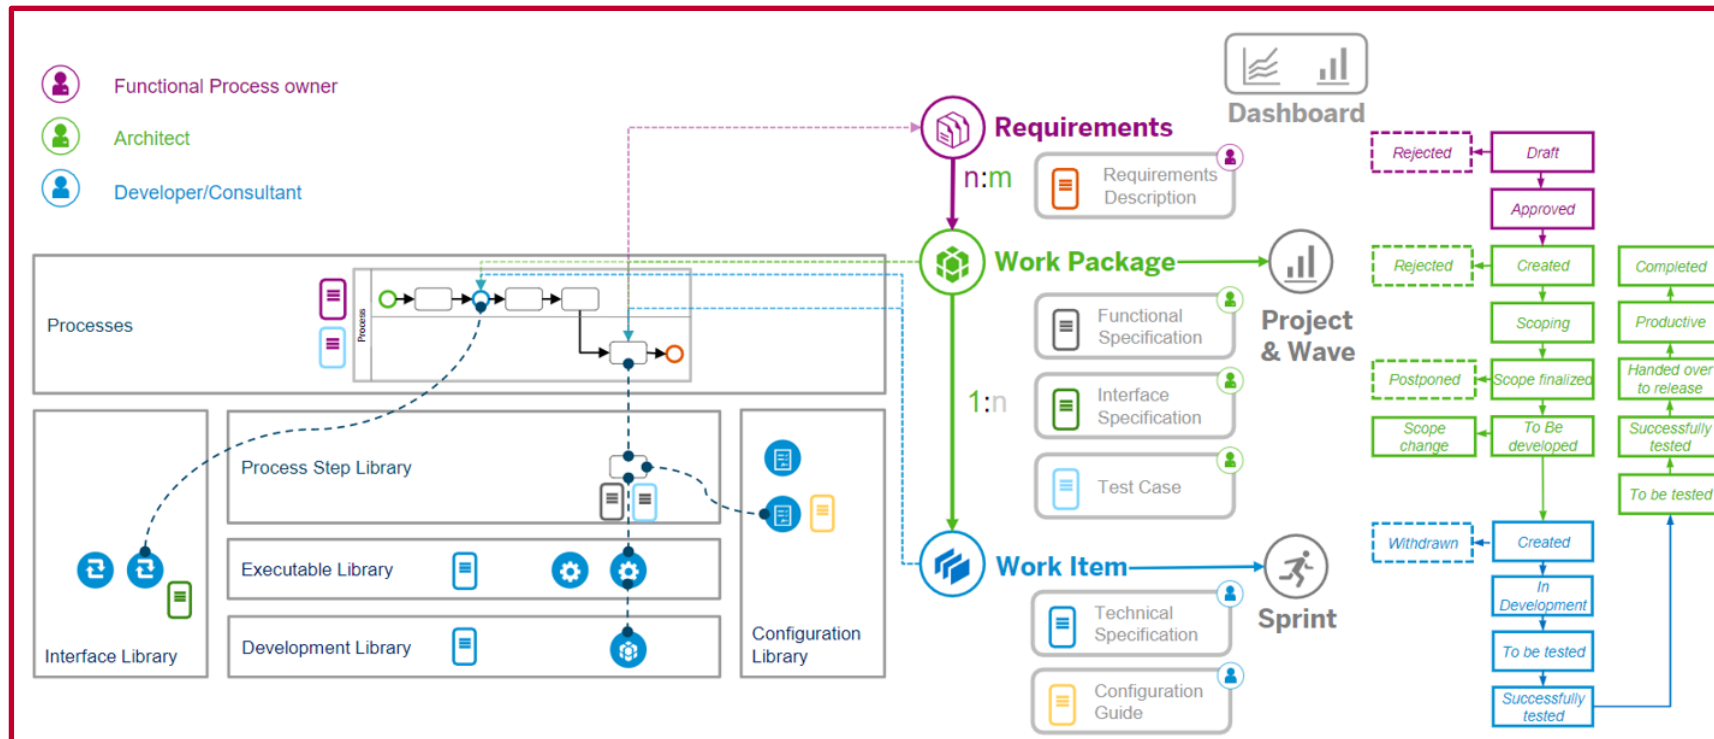 Functional Process owner
Architect
Developer/Consultant
Dashboard
Requirements
n:m
Requirements
Description
Work Package
Project
& Wave
Functional
Specification
1:n
Interface
Specification
Test Case
Work Item
Sprint
Technical
Specification
Configuration
Guide
Processes
Process
Process Step Library
Executable Library
Development Library
Interface Library
Configuration
Library
Rejected
Draft
Approved
Rejected
Created
Completed
Scoping
Productive
Postponed
Scope finalized
Handed over
to release
Scope
change
To Be
developed
Successfully
tested
To be tested
Withdrawn
Created
In
Development
To be tested
Successfully
tested